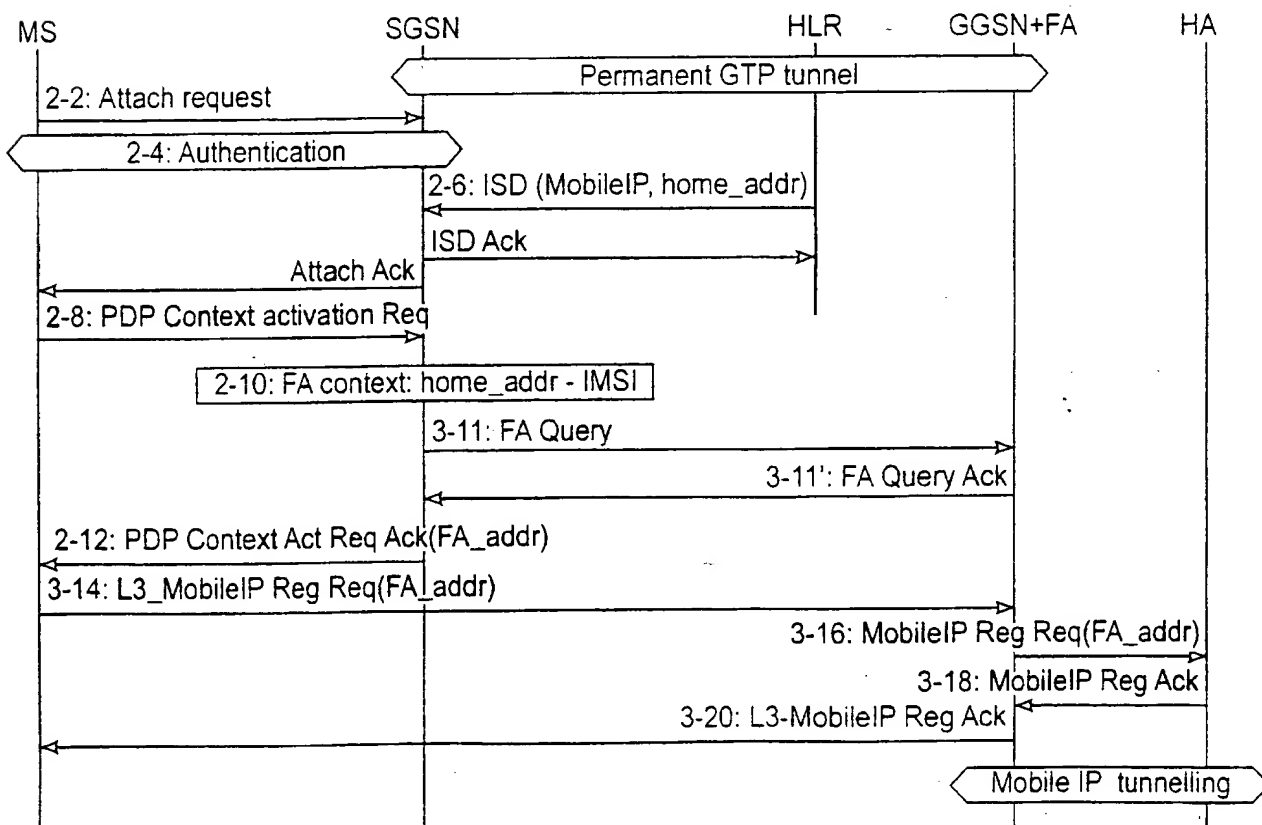 MS SGSN HLR GGSN+FA HA
Permanent GTP tunnel
2-2: Attach request
2-4: Authentication
2-6: ISD (MobileIP, home_addr)
ISD Ack
Attach Ack
2-8: PDP Context activation Req
2-10: FA context: home_addr - IMSI
3-11: FA Query
3-11': FA Query Ack
2-12: PDP Context Act Req Ack(FA_addr)
3-14: L3_MobileIP Reg Req(FA_addr)
3-16: MobileIP Reg Req(FA_addr)
3-18: MobileIP Reg Ack
3-20: L3-MobileIP Reg Ack
Mobile IP tunnelling